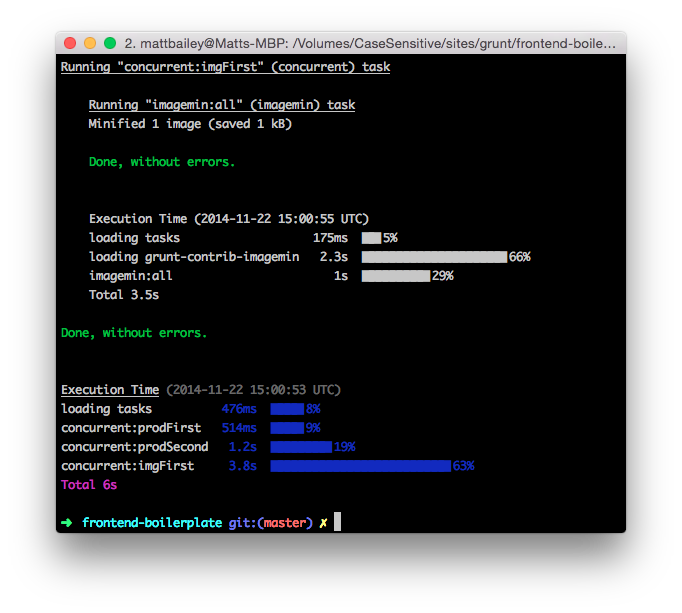 2. mattbailey@Matts-MBP: /Volumes/CaseSensitive/sites/grunt/frontend-boile…
Running "concurrent:imgFirst" (concurrent) task
Running "imagemin:all" (imagemin) task
Minified 1 image (saved 1 kB)
Done, without errors.
Execution Time (2014-11-22 15:00:55 UTC)
loading tasks 175ms 5%
loading grunt-contrib-imagemin 2.3s 66%
imagemin:all 1s 29%
Total 3.5s
Done, without errors.
Execution Time (2014-11-22 15:00:53 UTC)
loading tasks 476ms 8%
concurrent:prodFirst 514ms 9%
concurrent:prodSecond 1.2s 19%
concurrent:imgFirst 3.8s 63%
Total 6s
➜ frontend-boilerplate git:(master) ✗